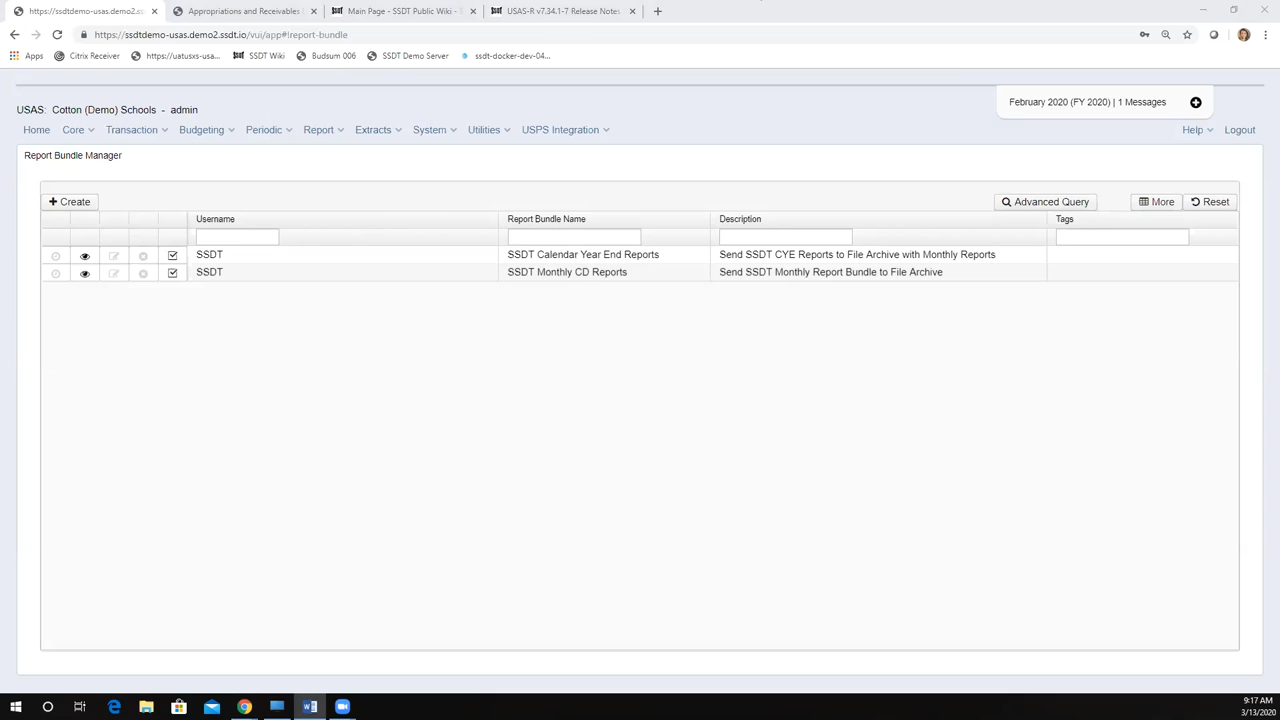 https://ssdtdemo-usas.demo2.ss
Appropriations and Receivables
Main Page - SSDT Public Wiki - S
USAS-R v7.34.1-7 Release Notes
https://ssdtdemo-usas.demo2.ssdt.io/vui/app#!report-bundle
Apps
Citrix Receiver
https://uatusxs-usa...
SSDT Wiki
Budsum 006
SSDT Demo Server
ssdt-docker-dev-04...
February 2020 (FY 2020) | 1 Messages
USAS: Cotton (Demo) Schools - admin
Home Core Transaction Budgeting Periodic Report Extracts System Utilities USPS Integration Help Logout
Report Bundle Manager
Create Advanced Query More Reset
Username Report Bundle Name Description Tags
SSDT SSDT Calendar Year End Reports Send SSDT CYE Reports to File Archive with Monthly Reports
SSDT SSDT Monthly CD Reports Send SSDT Monthly Report Bundle to File Archive
9:17 AM
3/13/2020